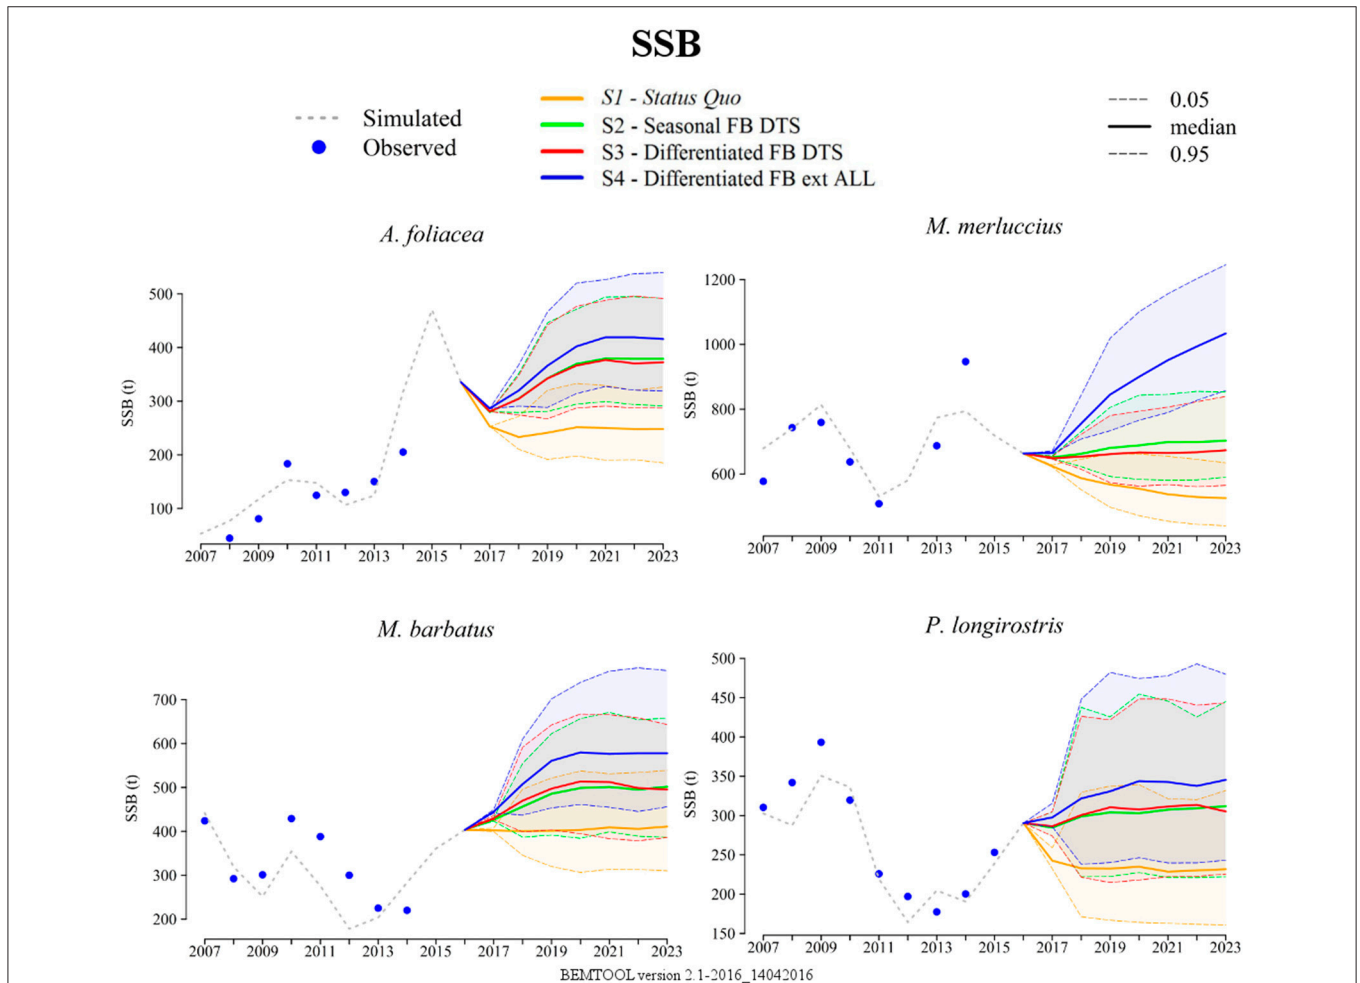 SSB
Simulated
Observed
S1 - Status Quo
S2 - Seasonal FB DTS
S3 - Differentiated FB DTS
S4 - Differentiated FB ext ALL
0.05
median
0.95
A. foliacea
SSB (t)
500
400
300
200
100
2007 2009 2011 2013 2015 2017 2019 2021 2023
M. merluccius
SSB (t)
1200
1000
800
600
2007 2009 2011 2013 2015 2017 2019 2021 2023
M. barbatus
SSB (t)
700
600
500
400
300
200
2007 2009 2011 2013 2015 2017 2019 2021 2023
P. longirostris
SSB (t)
500
450
400
350
300
250
200
150
2007 2009 2011 2013 2015 2017 2019 2021 2023
BEMTOOL version 2.1-2016_14042016